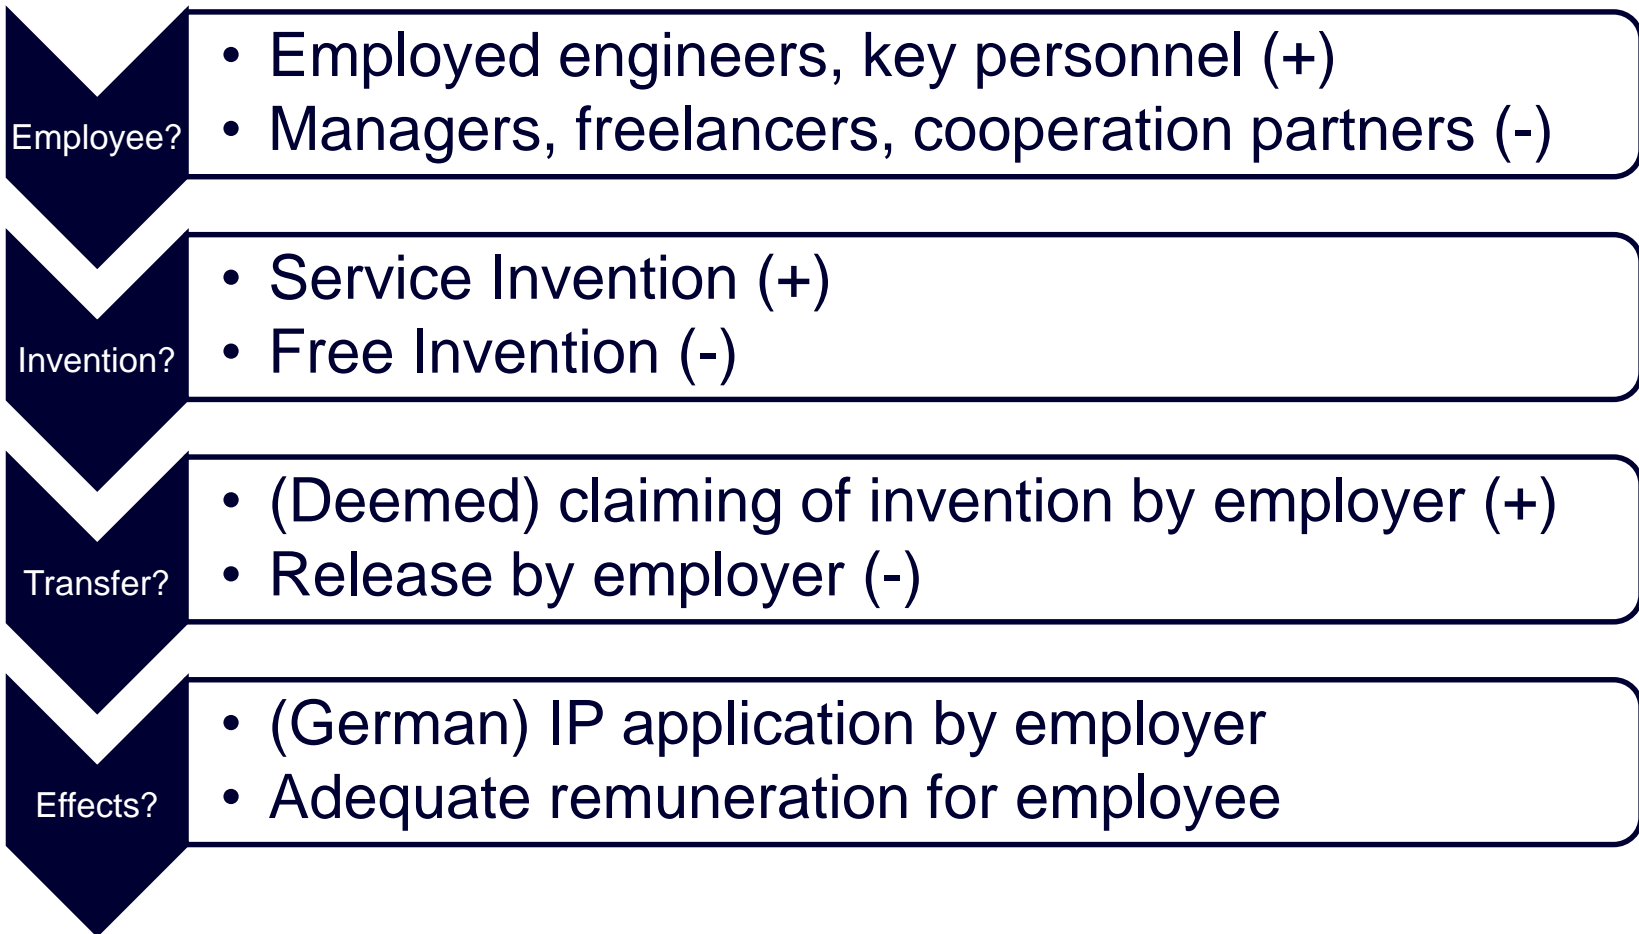 Employee?
• Employed engineers, key personnel (+)
• Managers, freelancers, cooperation partners (-)
Invention?
• Service Invention (+)
• Free Invention (-)
Transfer?
• (Deemed) claiming of invention by employer (+)
• Release by employer (-)
Effects?
• (German) IP application by employer
• Adequate remuneration for employee